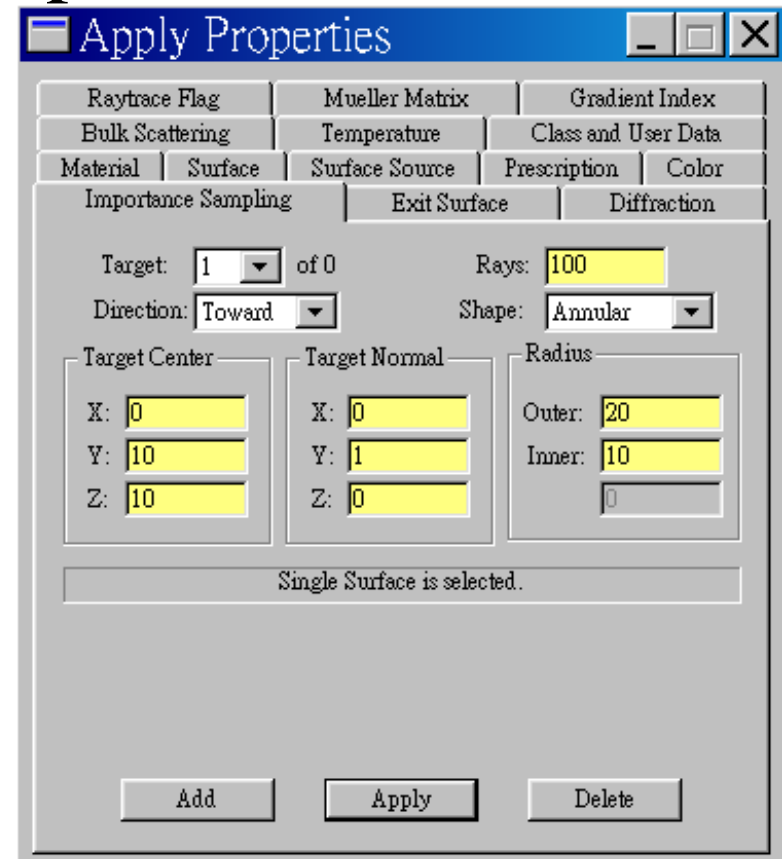 Apply Properties
Raytrace Flag Mueller Matrix Gradient Index
Bulk Scattering Temperature Class and User Data
Material Surface Surface Source Prescription Color
Importance Sampling Exit Surface Diffraction
Target: 1 of 0 Rays: 100
Direction: Toward Shape: Annular
Target Center Target Normal Radius
X: 0 X: 0 Outer: 20
Y: 10 Y: 1 Inner: 10
Z: 10 Z: 0 0
Single Surface is selected.
Add Apply Delete